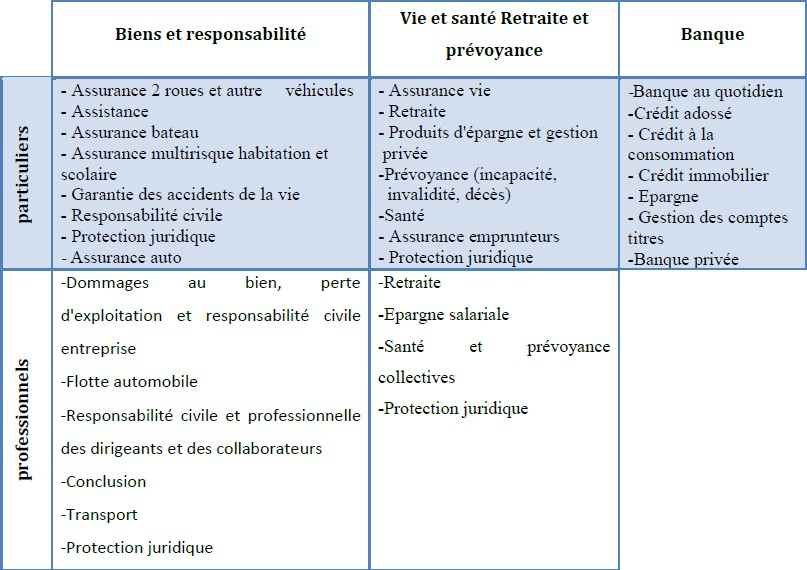 Biens et responsabilité
Vie et santé Retraite et
prévoyance
Banque
particuliers
- Assurance 2 roues et autre véhicules
- Assistance
- Assurance bateau
- Assurance multirisque habitation et
scolaire
- Garantie des accidents de la vie
- Responsabilité civile
- Protection juridique
- Assurance auto
- Assurance vie
- Retraite
- Produits d'épargne et gestion
privée
-Prévoyance (incapacité,
invalidité, décès)
-Santé
- Assurance emprunteurs
- Protection juridique
-Banque au quotidien
-Crédit adossé
- Crédit à la
consommation
- Crédit immobilier
- Epargne
- Gestion des comptes
titres
-Banque privée
professionnels
-Dommages au bien, perte
d'exploitation et responsabilité civile
entreprise
-Flotte automobile
-Responsabilité civile et professionnelle
des dirigeants et des collaborateurs
-Conclusion
-Transport
-Protection juridique
-Retraite
-Epargne salariale
-Santé et prévoyance
collectives
-Protection juridique